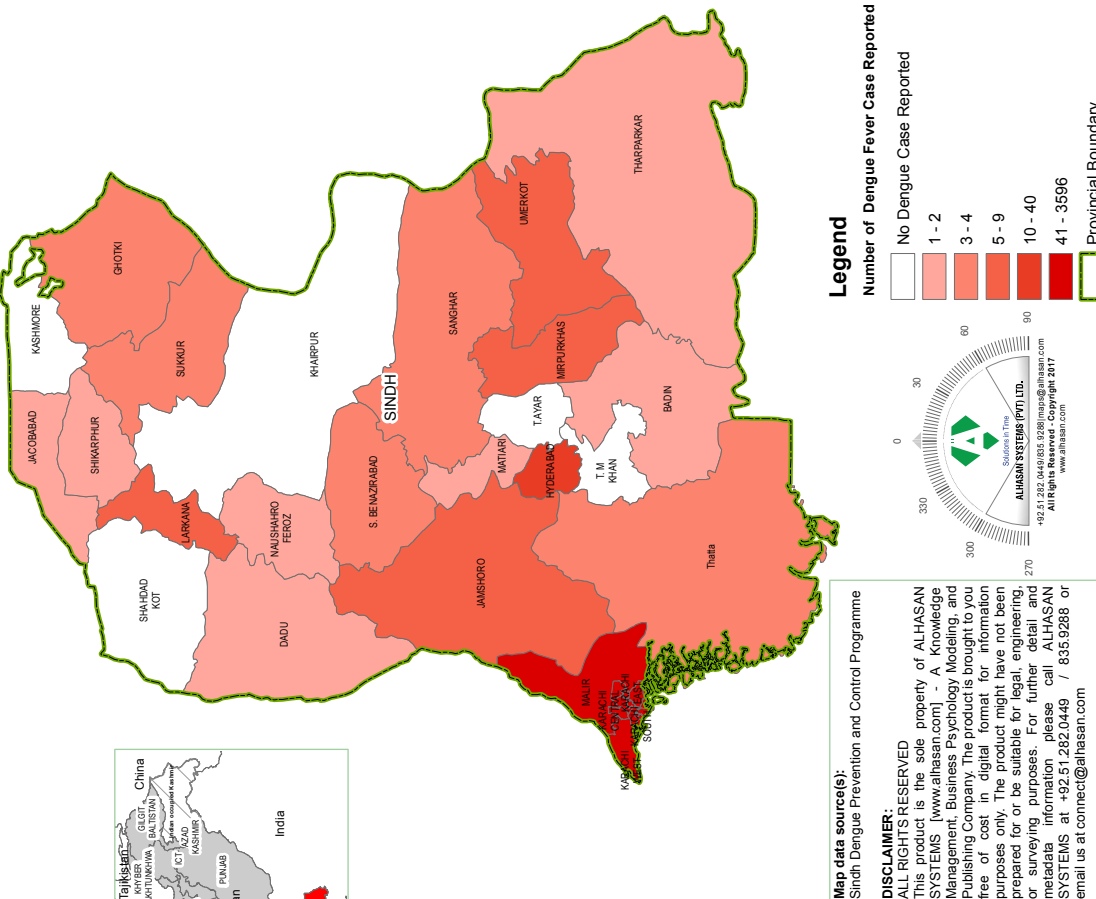 KASHMORE
GHOTKI
JACOBABAD
SHIKARPUR
SUKKUR
LARKANA
SHAHDAD
KOT
KHAIRPUR
NAUSHAHRO
FEROZ
DADU
SINDH
SANGHAR
S. BENAZIRABAD
MATIARI
UMERKOT
MIRPURKHAS
T.AYAR
HYDERABAD
T. M
KHAN
BADIN
THARPARKAR
JAMSHORO
Thatta
MALIR
KARACHI
CENTRAL
KARACHI
EAST
KARACHI
SOUTH
KARACHI
WEST
Tajikistan
China
GILGIT
BALTISTAN
Indian occupied Kashmir
KHYBER
AKHTUNKHWA
ICT
AZAD
KASHMIR
PUNJAB
India
Legend
Number of Dengue Fever Case Reported
No Dengue Case Reported
1 - 2
3 - 4
5 - 9
10 - 40
41 - 3596
Provincial Boundary
270
300
330
0
30
60
90
Solutions in Time
ALHASAN SYSTEMS (PVT) LTD.
+92.51.282.0449/835.9288|maps@alhasan.com
All Rights Reserved - Copyright 2017
www.alhasan.com
Map data source(s):
Sindh Dengue Prevention and Control Programme
DISCLAIMER:
ALL RIGHTS RESERVED
This product is the sole property of ALHASAN
SYSTEMS [www.alhasan.com] - A Knowledge
Management, Business Psychology Modeling, and
Publishing Company. The product is brought to you
free of cost in digital format for information
purposes only. The product might have not been
prepared for or be suitable for legal, engineering,
or surveying purposes. For further detail and
metadata information please call ALHASAN
SYSTEMS at +92.51.282.0449 / 835.9288 or
email us at connect@alhasan.com